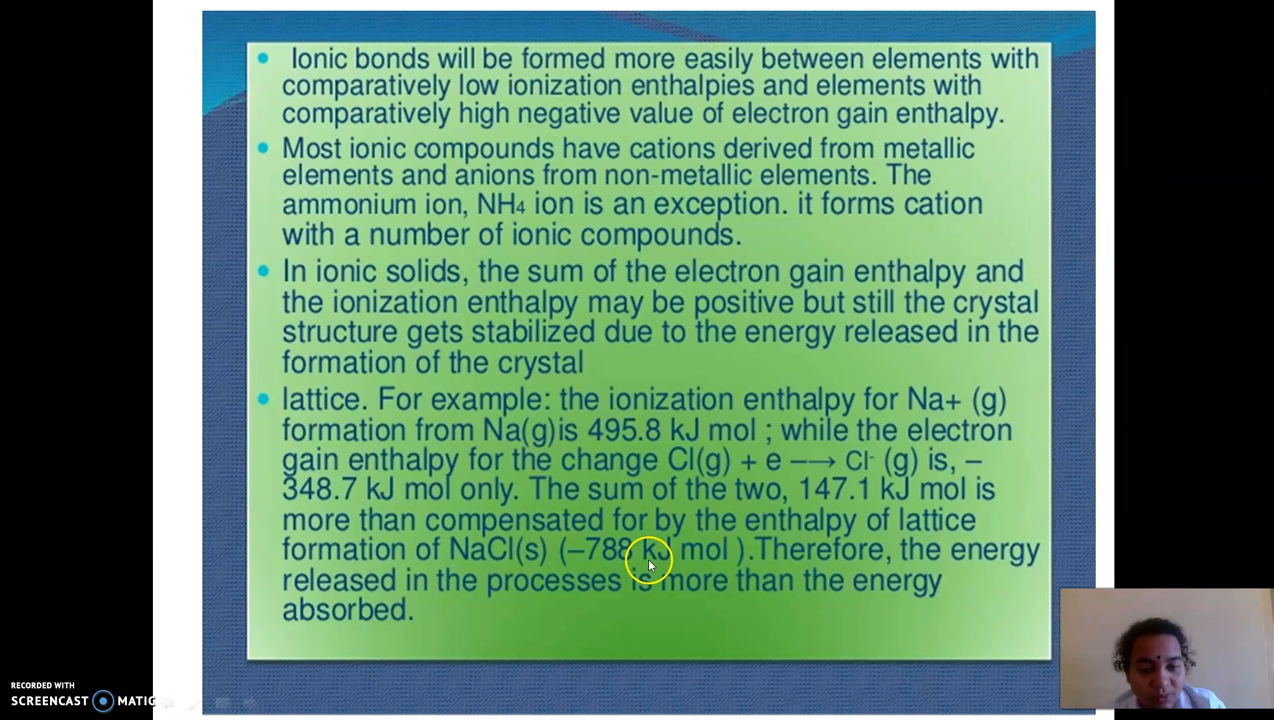 • Ionic bonds will be formed more easily between elements with
comparatively low ionization enthalpies and elements with
comparatively high negative value of electron gain enthalpy.
• Most ionic compounds have cations derived from metallic
elements and anions from non-metallic elements. The
ammonium ion, NH4 ion is an exception. it forms cation
with a number of ionic compounds.
• In ionic solids, the sum of the electron gain enthalpy and
the ionization enthalpy may be positive but still the crystal
structure gets stabilized due to the energy released in the
formation of the crystal
• lattice. For example: the ionization enthalpy for Na+ (g)
formation from Na(g)is 495.8 kJ mol ; while the electron
gain enthalpy for the change Cl(g) + e —→ Cl- (g) is, –
348.7 kJ mol only. The sum of the two, 147.1 kJ mol is
more than compensated for by the enthalpy of lattice
formation of NaCl(s) (–788 kJ mol ).Therefore, the energy
released in the processes is more than the energy
absorbed.
RECORDED WITH
SCREENCAST MATIC